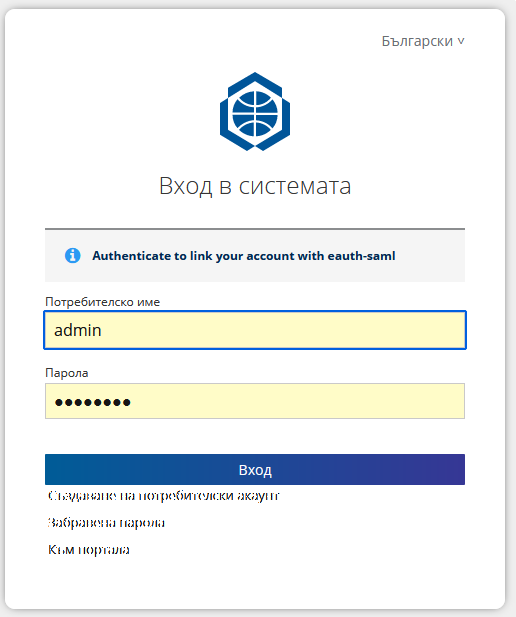 Български v
Вход в системата
Authenticate to link your account with eauth-saml
Потребителско име
admin
Парола
Вход
Създаване на потребителски акаунт
Забравена парола
Към портала